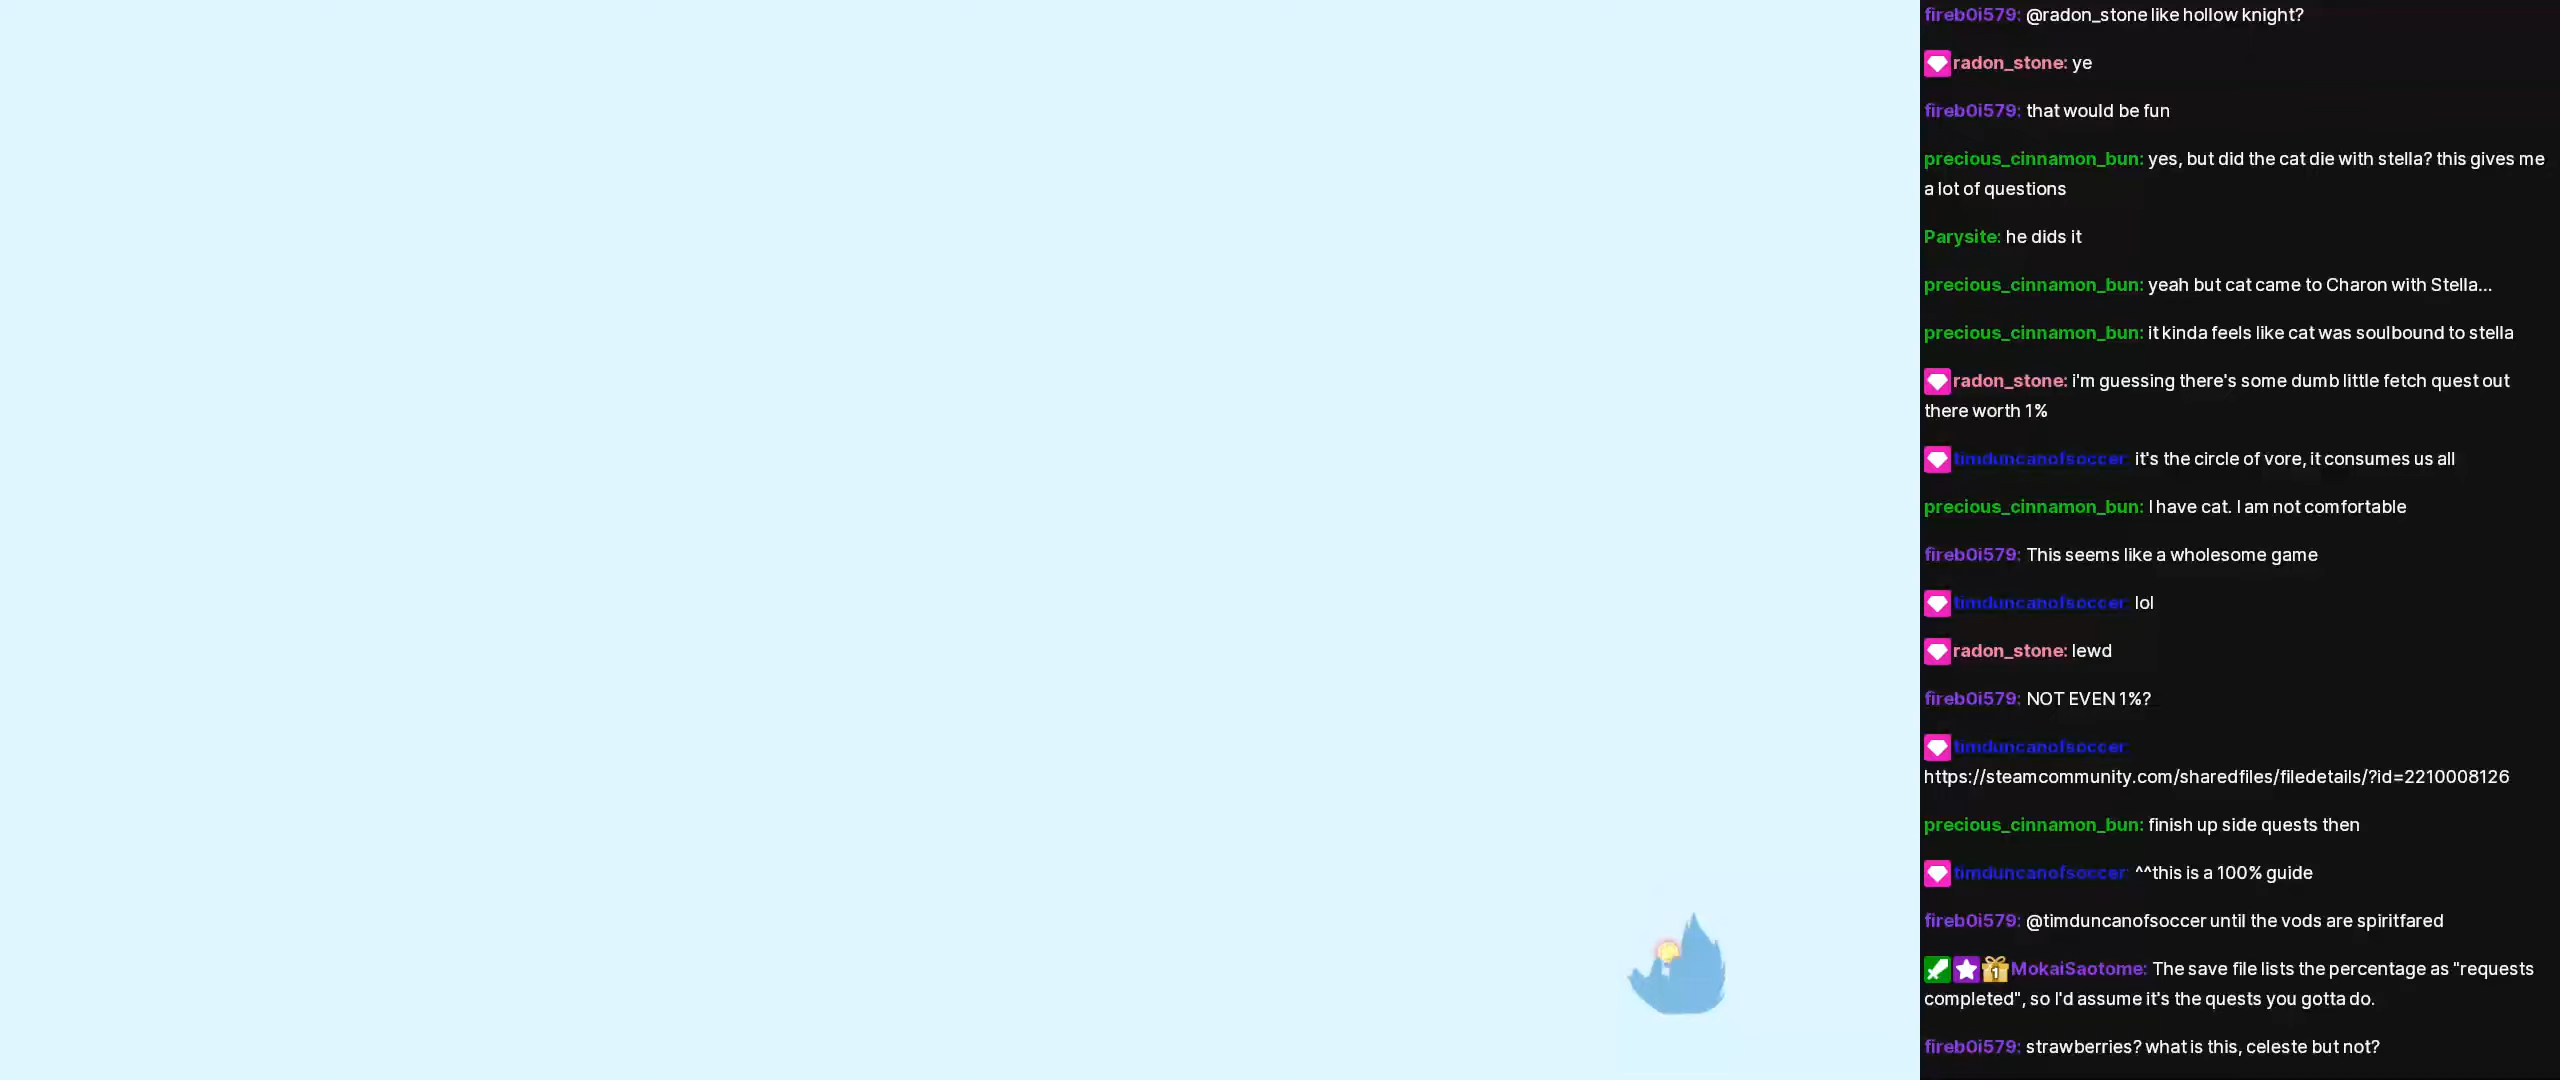 fireb0i579: @radon_stone like hollow knight?
radon_stone: ye
fireb0i579: that would be fun
precious_cinnamon_bun: yes, but did the cat die with stella? this gives me
a lot of questions
Parysite: he dids it
precious_cinnamon_bun: yeah but cat came to Charon with Stella...
precious_cinnamon_bun: it kinda feels like cat was soulbound to stella
radon_stone: i'm guessing there's some dumb little fetch quest out
there worth 1%
timduncanofsoccer: it's the circle of vore, it consumes us all
precious_cinnamon_bun: I have cat. I am not comfortable
fireb0i579: This seems like a wholesome game
timduncanofsoccer: lol
radon_stone: lewd
fireb0i579: NOT EVEN 1%?
timduncanofsoccer:
https://steamcommunity.com/sharedfiles/filedetails/?id=2210008126
precious_cinnamon_bun: finish up side quests then
timduncanofsoccer: ^^this is a 100% guide
fireb0i579: @timduncanofsoccer until the vods are spiritfared
1 MokaiSaotome: The save file lists the percentage as "requests
completed", so I'd assume it's the quests you gotta do.
fireb0i579: strawberries? what is this, celeste but not?